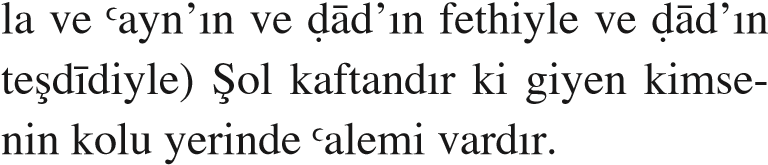 la ve ʿayn’ın ve ḍād’ın fethiyle ve ḍād’ın
teşdīdiyle) Şol kaftandır ki giyen kimse-
nin kolu yerinde ʿalemi vardır.